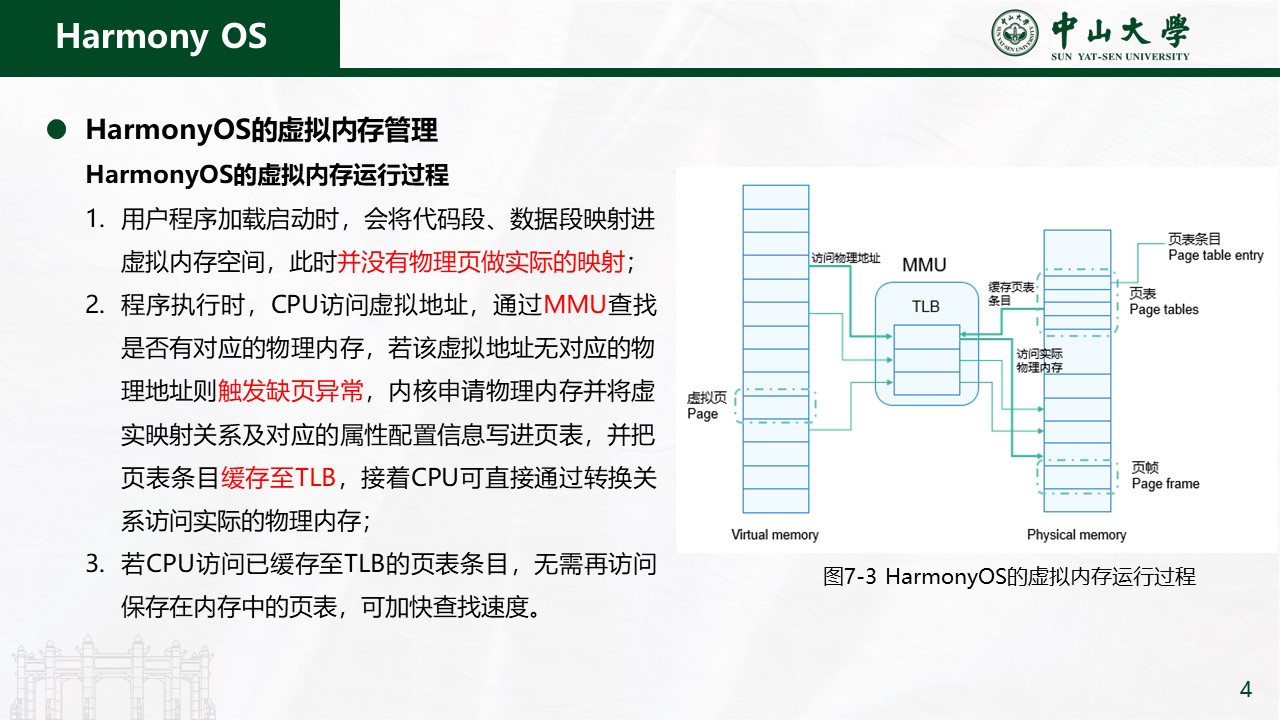 Harmony OS
中山大學
SUN YAT-SEN UNIVERSITY
HarmonyOS的虚拟内存管理
HarmonyOS的虚拟内存运行过程
1. 用户程序加载启动时，会将代码段、数据段映射进
虚拟内存空间，此时并没有物理页做实际的映射；
2. 程序执行时，CPU访问虚拟地址，通过MMU查找
是否有对应的物理内存，若该虚拟地址无对应的物
理地址则触发缺页异常，内核申请物理内存并将虚
实映射关系及对应的属性配置信息写进页表，并把
页表条目缓存至TLB，接着CPU可直接通过转换关
系访问实际的物理内存；
3. 若CPU访问已缓存至TLB的页表条目，无需再访问
保存在内存中的页表，可加快查找速度。
访问物理地址
MMU
TLB
缓存页表
条目
页表条目
Page table entry
页表
Page tables
访问实际
物理内存
虚拟页
Page
页帧
Page frame
Virtual memory
Physical memory
图7-3 HarmonyOS的虚拟内存运行过程
4